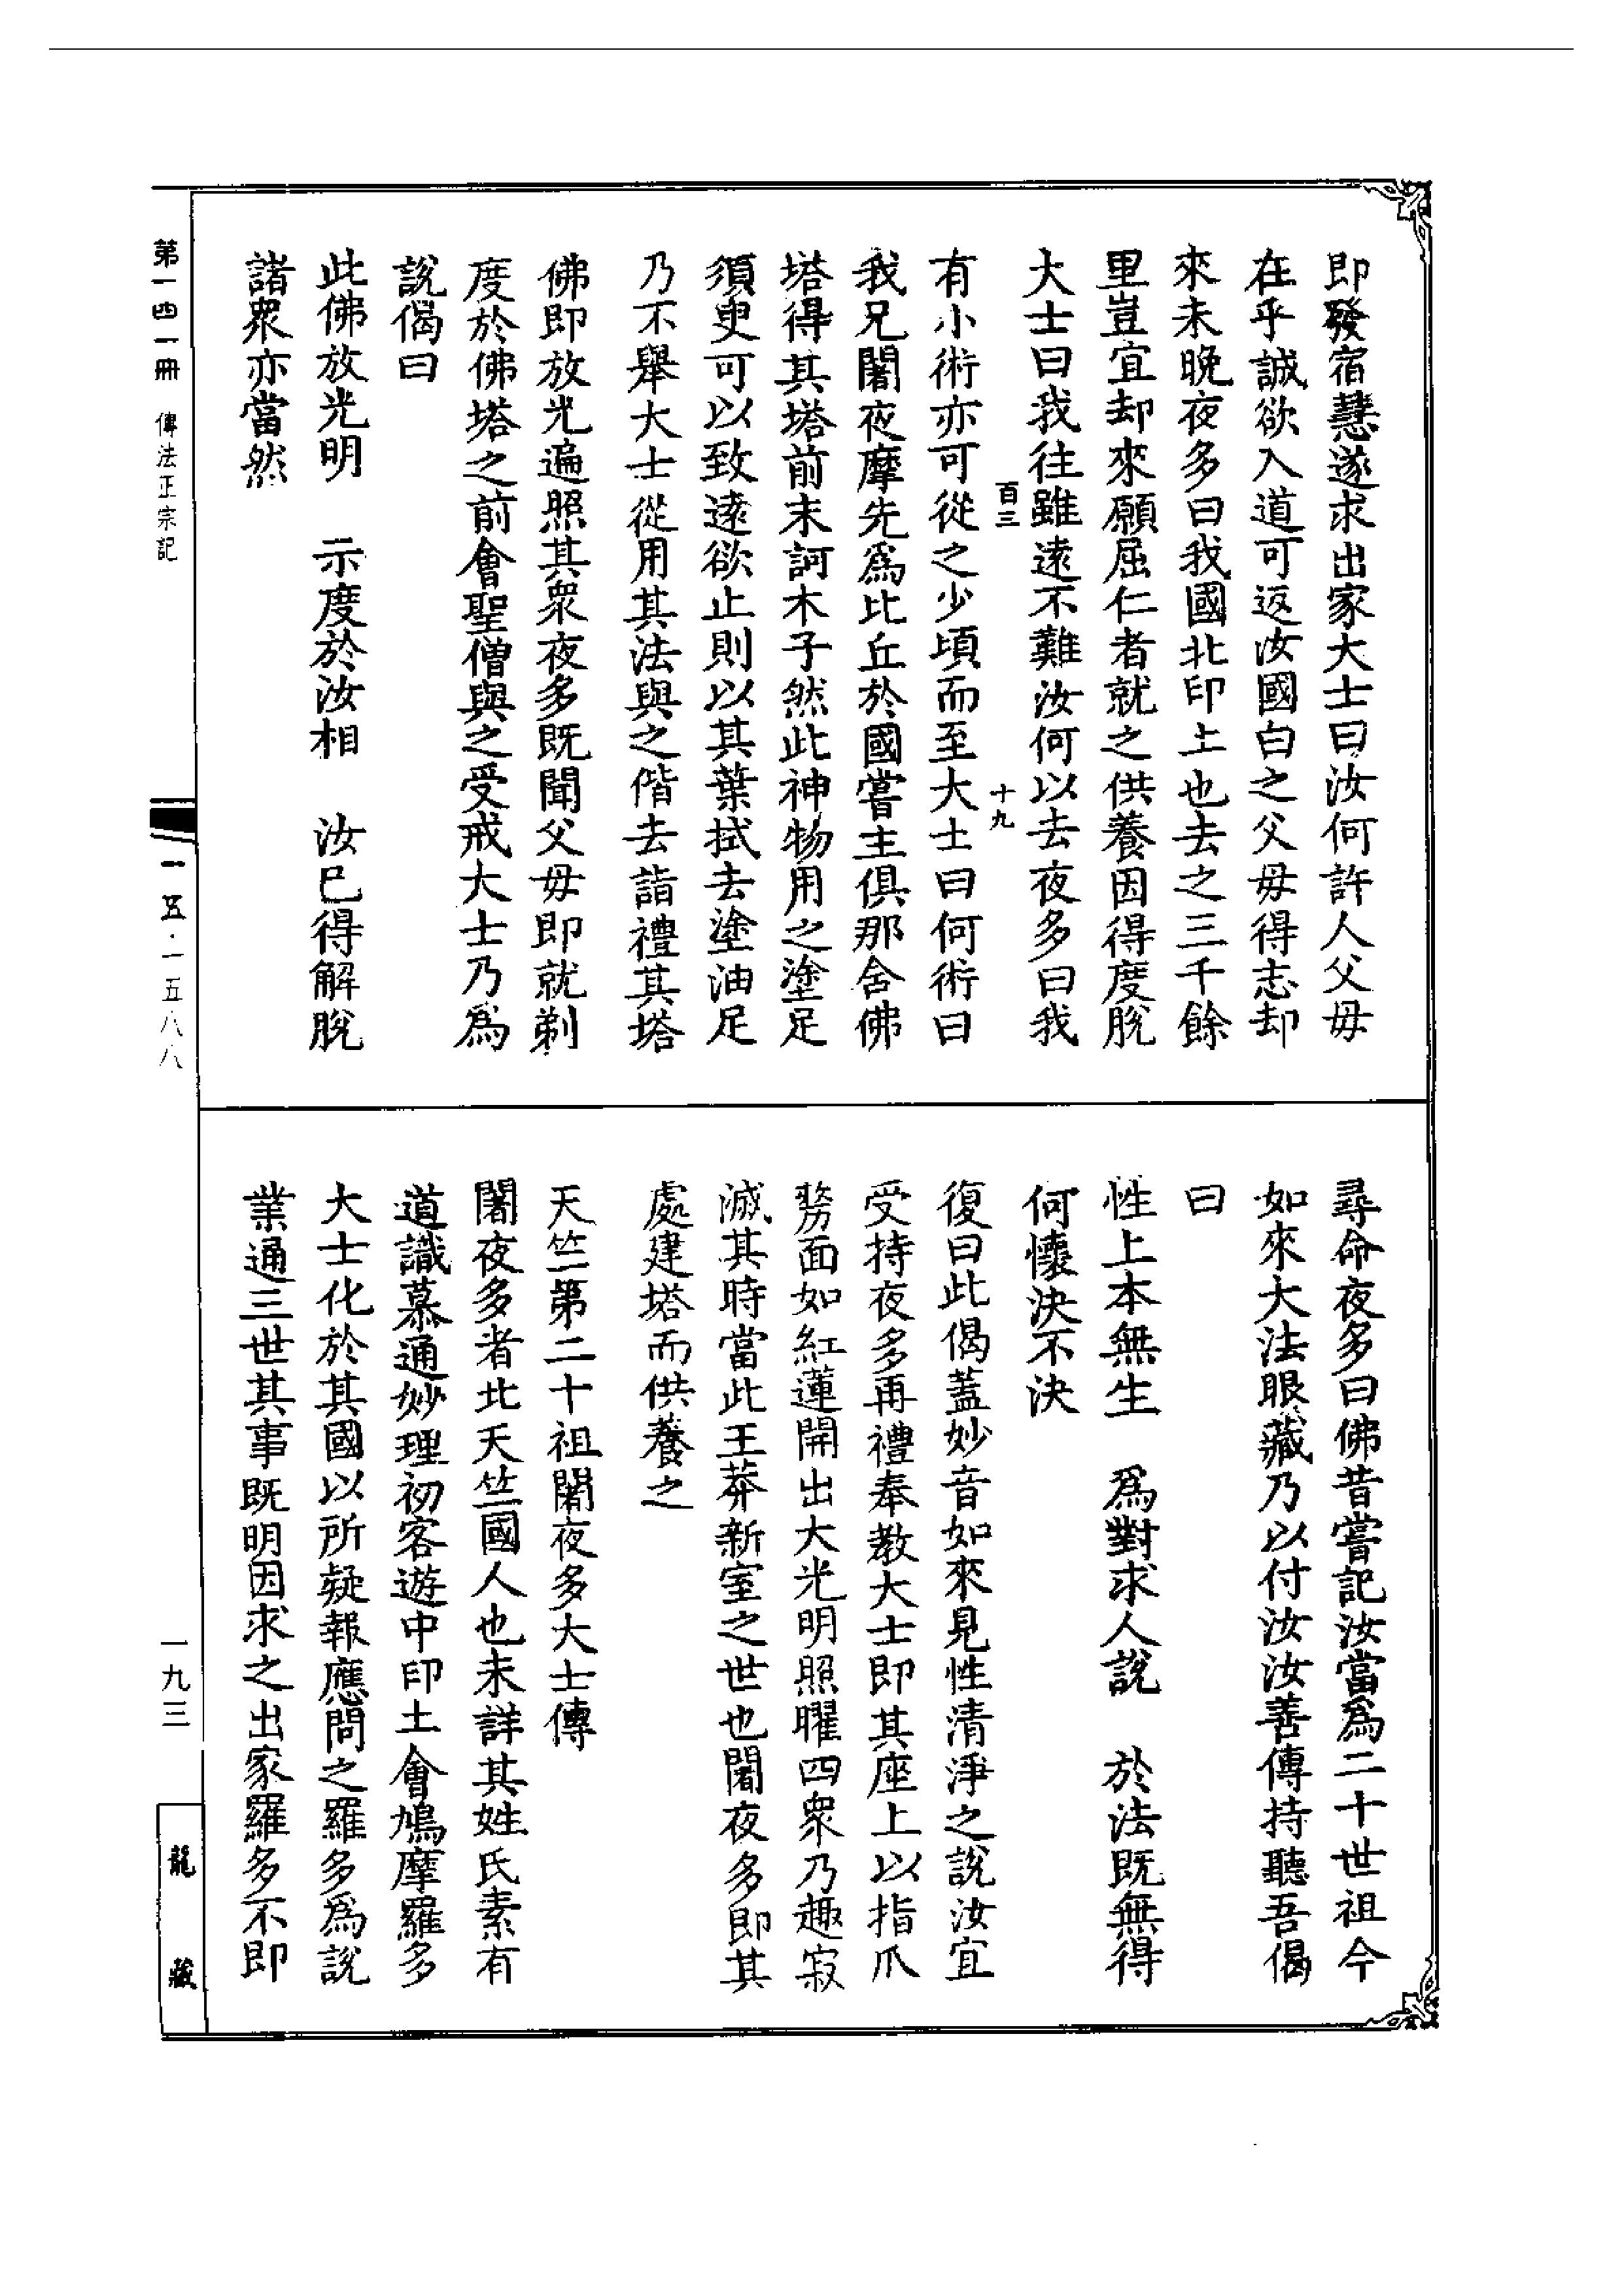 即發宿慧遂求出家大士曰汝何許人父毋
在乎誠欲入道可返汝國白之父毋得志却
來未晚夜多曰我國北印土也去之三千餘
里豈宜却來願屈仁者就之供養因得度脫
大士曰我往雖遠不難汝何以去夜多曰我
百三 十九
有小術亦可從之少頃而至大士曰何術曰
我兄闍夜摩先爲比丘於國嘗主俱那舍佛
塔得其塔前末訶木子然此神物用之塗足
須臾可以致遠欲止則以其葉拭去塗油足
乃不舉大士從用其法與之偕去詣禮其塔
佛即放光遍照其衆夜多既聞父毋即就剃
度於佛塔之前會聖僧與之受戒大士乃爲
說偈曰
此佛放光明 示度於汝相 汝已得解脫
諸衆亦當然
尋命夜多曰佛昔嘗記汝當爲二十世祖今
如來大法眼藏乃以付汝汝善傳持聽吾偈
曰
性上本無生 爲對求人說 於法既無得
何懷決不決
復曰此偈蓋妙音如來見性清淨之說汝宜
受持夜多再禮奉教大士即其座上以指爪
剺面如紅蓮開出大光明照曜四衆乃趣寂
滅其時當此王莽新室之世也闍夜多即其
處建塔而供養之
天竺第二十祖闍夜多大士傳
闍夜多者北天竺國人也未詳其姓氏素有
道識慕通妙理初客遊中印土會鳩摩羅多
大士化於其國以所疑報應問之羅多爲說
業通三世其事既明因求之出家羅多不即
第一四一冊 傳法正宗記
一一五·一五八八
一九三
龍藏